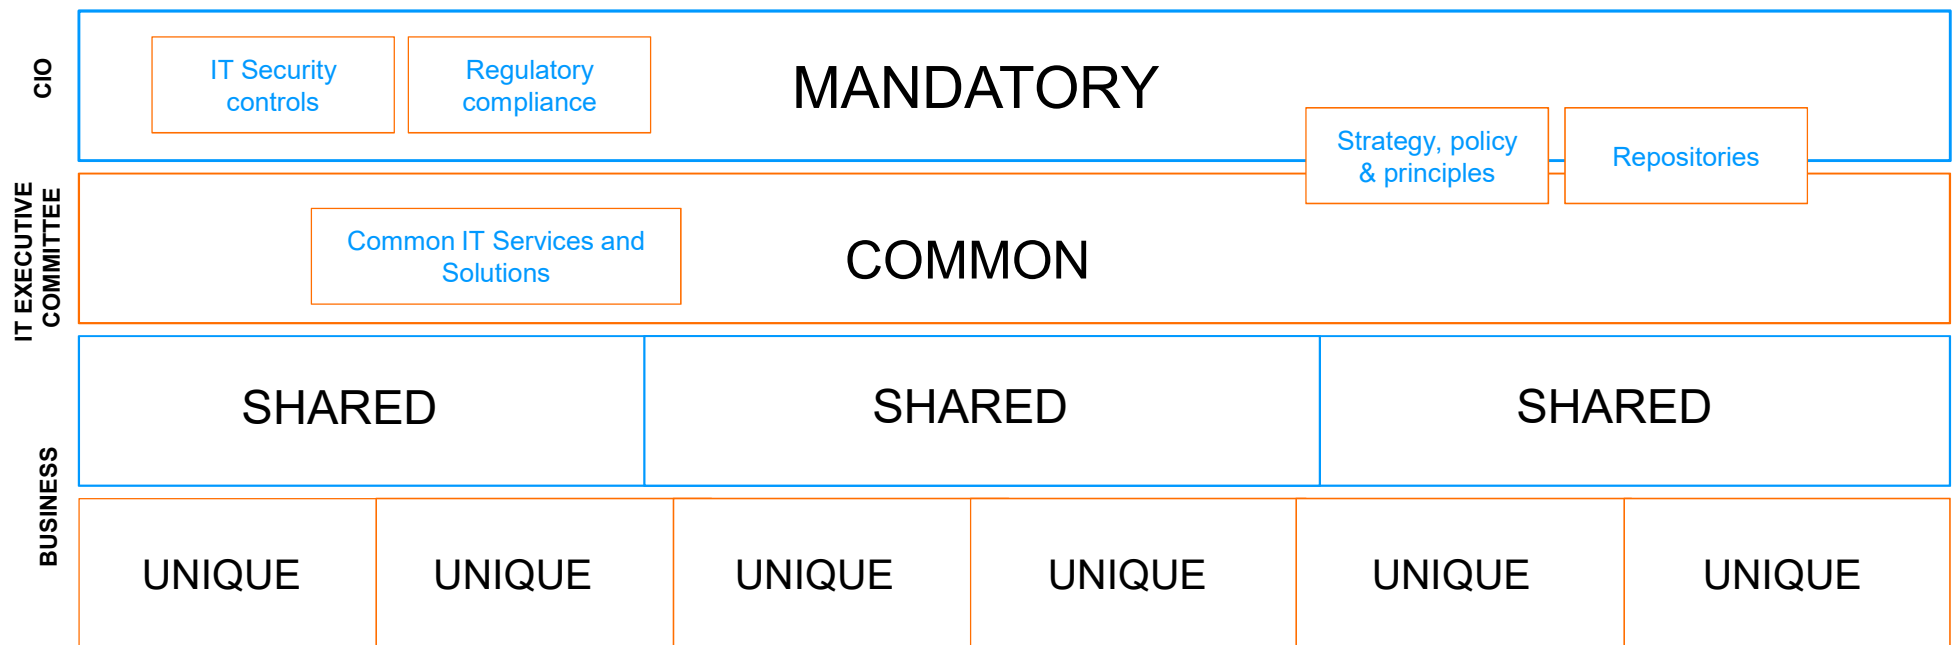 CIO
IT Security
controls
Regulatory
compliance
MANDATORY
Strategy, policy
& principles
Repositories
IT EXECUTIVE
COMMITTEE
Common IT Services and
Solutions
COMMON
BUSINESS
SHARED
SHARED
SHARED
UNIQUE
UNIQUE
UNIQUE
UNIQUE
UNIQUE
UNIQUE